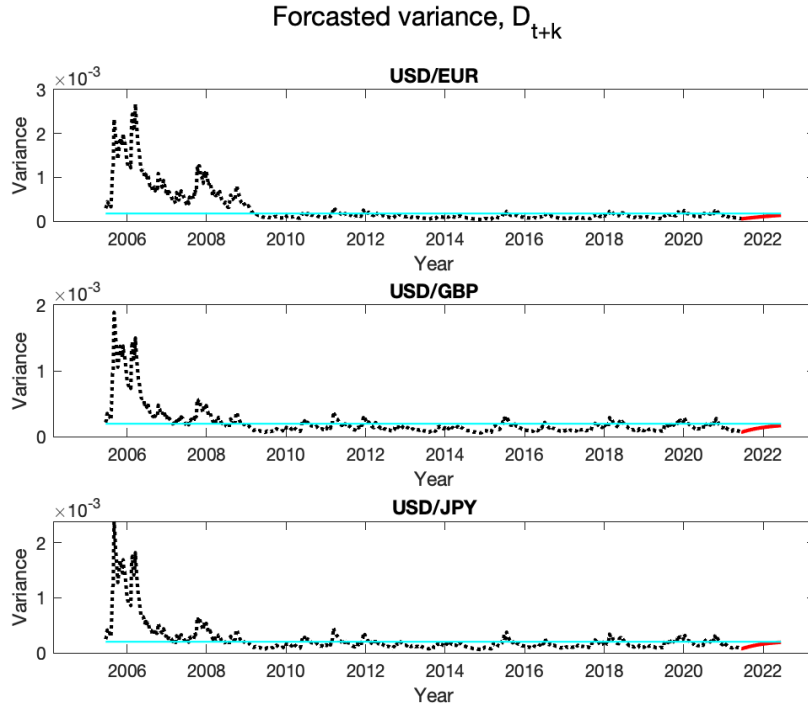 Forcasted variance, D_{t+k}
×10^{-3}
USD/EUR
3
2
1
0
Variance
2006 2008 2010 2012 2014 2016 2018 2020 2022
Year
×10^{-3}
USD/GBP
2
1
0
Variance
2006 2008 2010 2012 2014 2016 2018 2020 2022
Year
×10^{-3}
USD/JPY
2
1
0
Variance
2006 2008 2010 2012 2014 2016 2018 2020 2022
Year